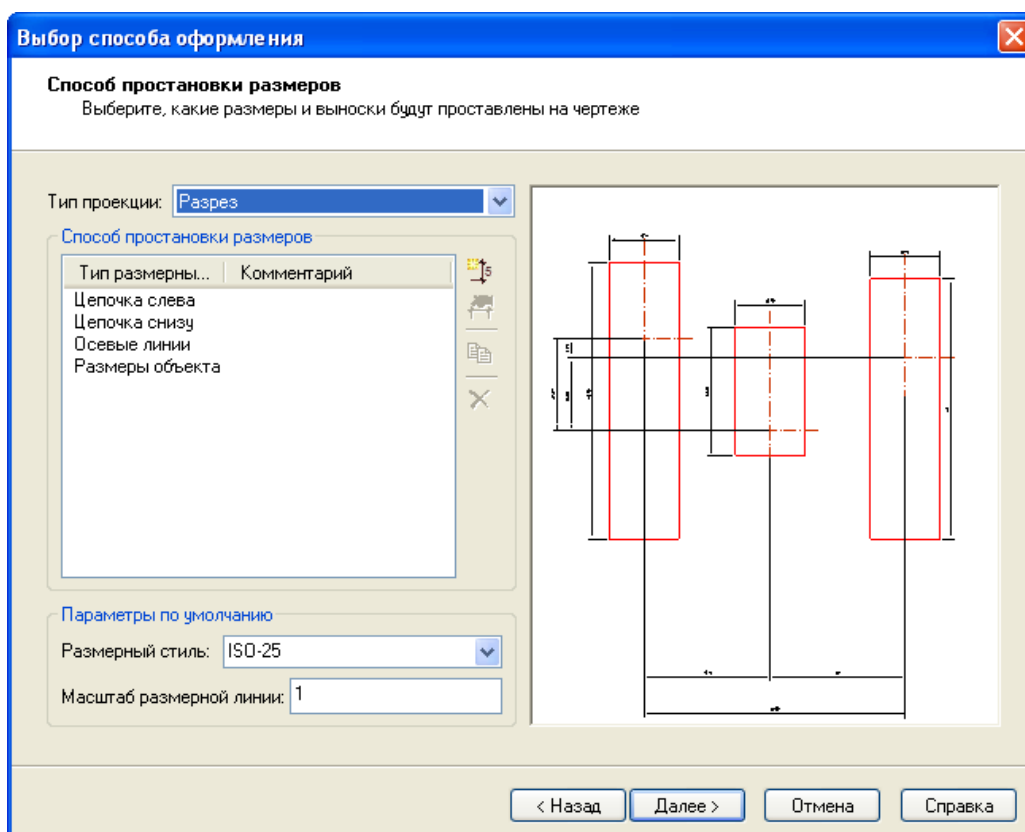 Выбор способа оформления
Способ простановки размеров
Выберите, какие размеры и выноски будут проставлены на чертеже
Тип проекции: Разрез
Способ простановки размеров
Тип размерны... Комментарий
Цепочка слева
Цепочка снизу
Осевые линии
Размеры объекта
Параметры по умолчанию
Размерный стиль: ISO-25
Масштаб размерной линии: 1
< Назад Далее > Отмена Справка